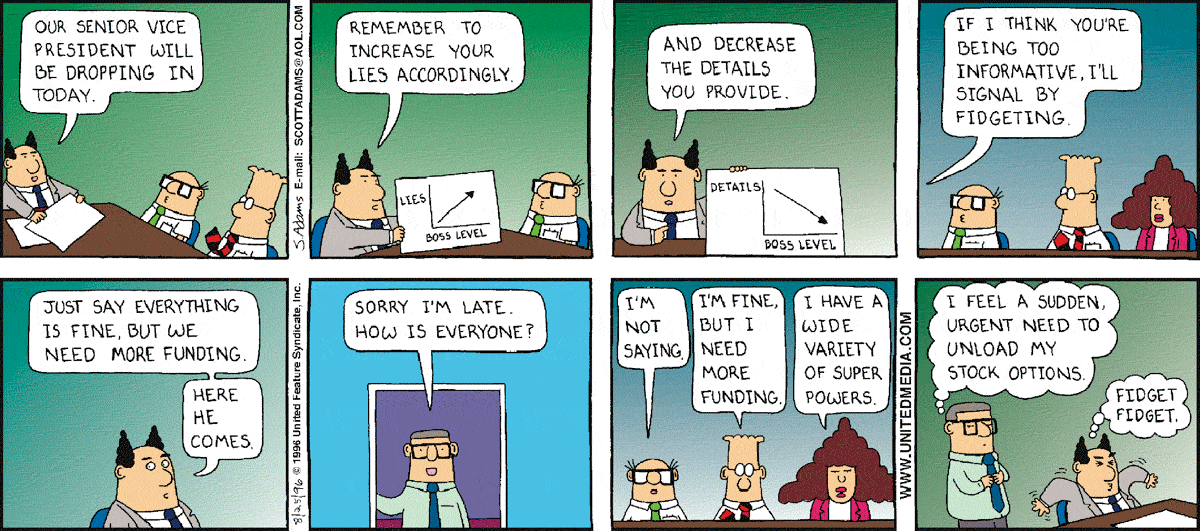 OUR SENIOR VICE
PRESIDENT WILL
BE DROPPING IN
TODAY.
S.Adams E-mail: SCOTTADAMS@AOL.COM
REMEMBER TO
INCREASE YOUR
LIES ACCORDINGLY.
LIES
BOSS LEVEL
AND DECREASE
THE DETAILS
YOU PROVIDE.
DETAILS
BOSS LEVEL
IF I THINK YOU'RE
BEING TOO
INFORMATIVE, I'LL
SIGNAL BY
FIDGETING.
JUST SAY EVERYTHING
IS FINE, BUT WE
NEED MORE FUNDING.
HERE
HE
COMES.
8/25/96 © 1996 United Feature Syndicate, Inc.
SORRY I'M LATE.
HOW IS EVERYONE?
I'M
NOT
SAYING.
I'M FINE,
BUT I
NEED
MORE
FUNDING.
I HAVE A
WIDE
VARIETY
OF SUPER
POWERS.
WWW.UNITEDMEDIA.COM
I FEEL A SUDDEN,
URGENT NEED TO
UNLOAD MY
STOCK OPTIONS.
FIDGET
FIDGET.